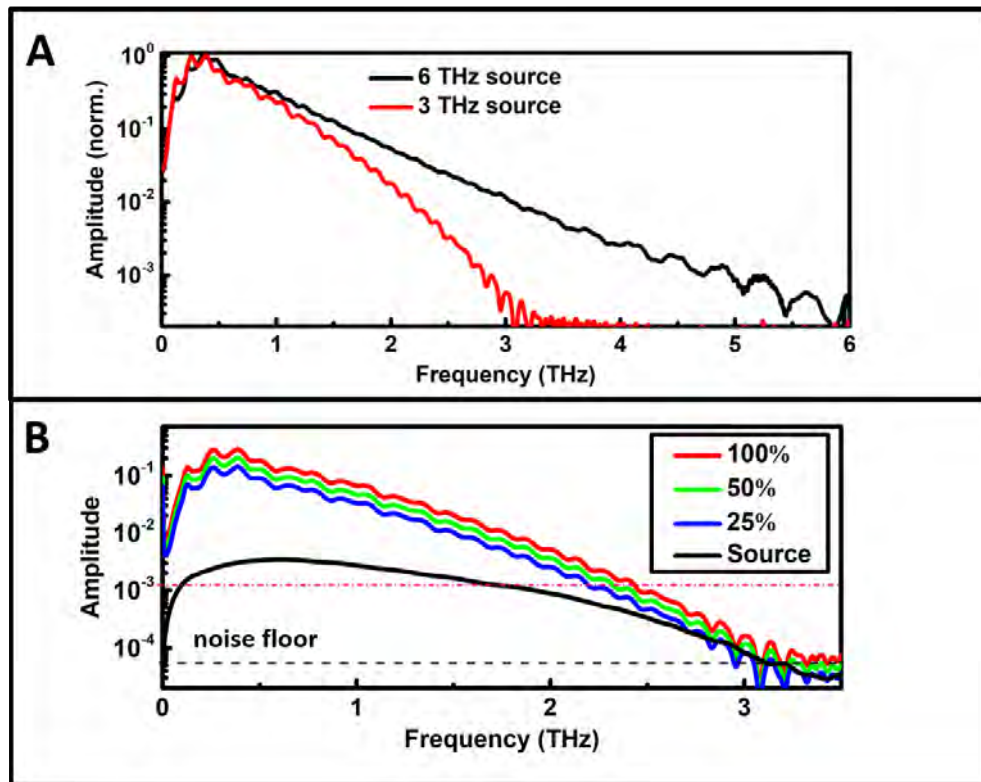 A
Amplitude (norm.)
10⁰
10⁻¹
10⁻²
10⁻³
6 THz source
3 THz source
0 1 2 3 4 5 6
Frequency (THz)
B
Amplitude
10⁻¹
10⁻²
10⁻³
10⁻⁴
100%
50%
25%
Source
noise floor
0 1 2 3
Frequency (THz)